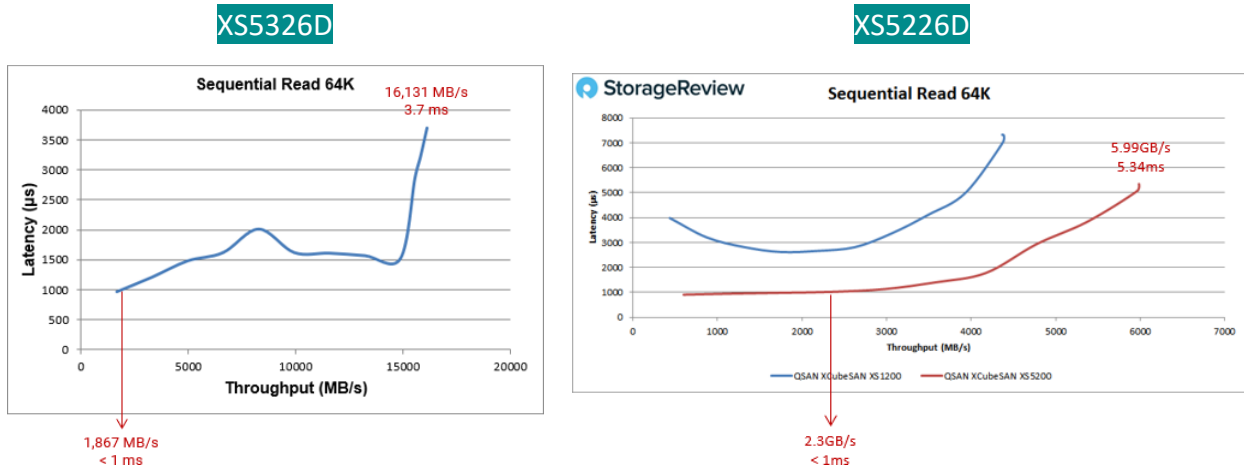 XS5326D
Sequential Read 64K
16,131 MB/s
3.7 ms
4000
3500
3000
2500
2000
1500
1000
500
0
Latency (µs)
0 5000 10000 15000 20000
Throughput (MB/s)
1,867 MB/s
< 1 ms
XS5226D
StorageReview
Sequential Read 64K
8000
7000
6000
5000
4000
3000
2000
1000
0
Latency (µs)
5.99GB/s
5.34ms
0 1000 2000 3000 4000 5000 6000 7000
Throughput (MB/s)
QSAN XCubeSAN XS1200 QSAN XCubeSAN XS5200
2.3GB/s
< 1ms